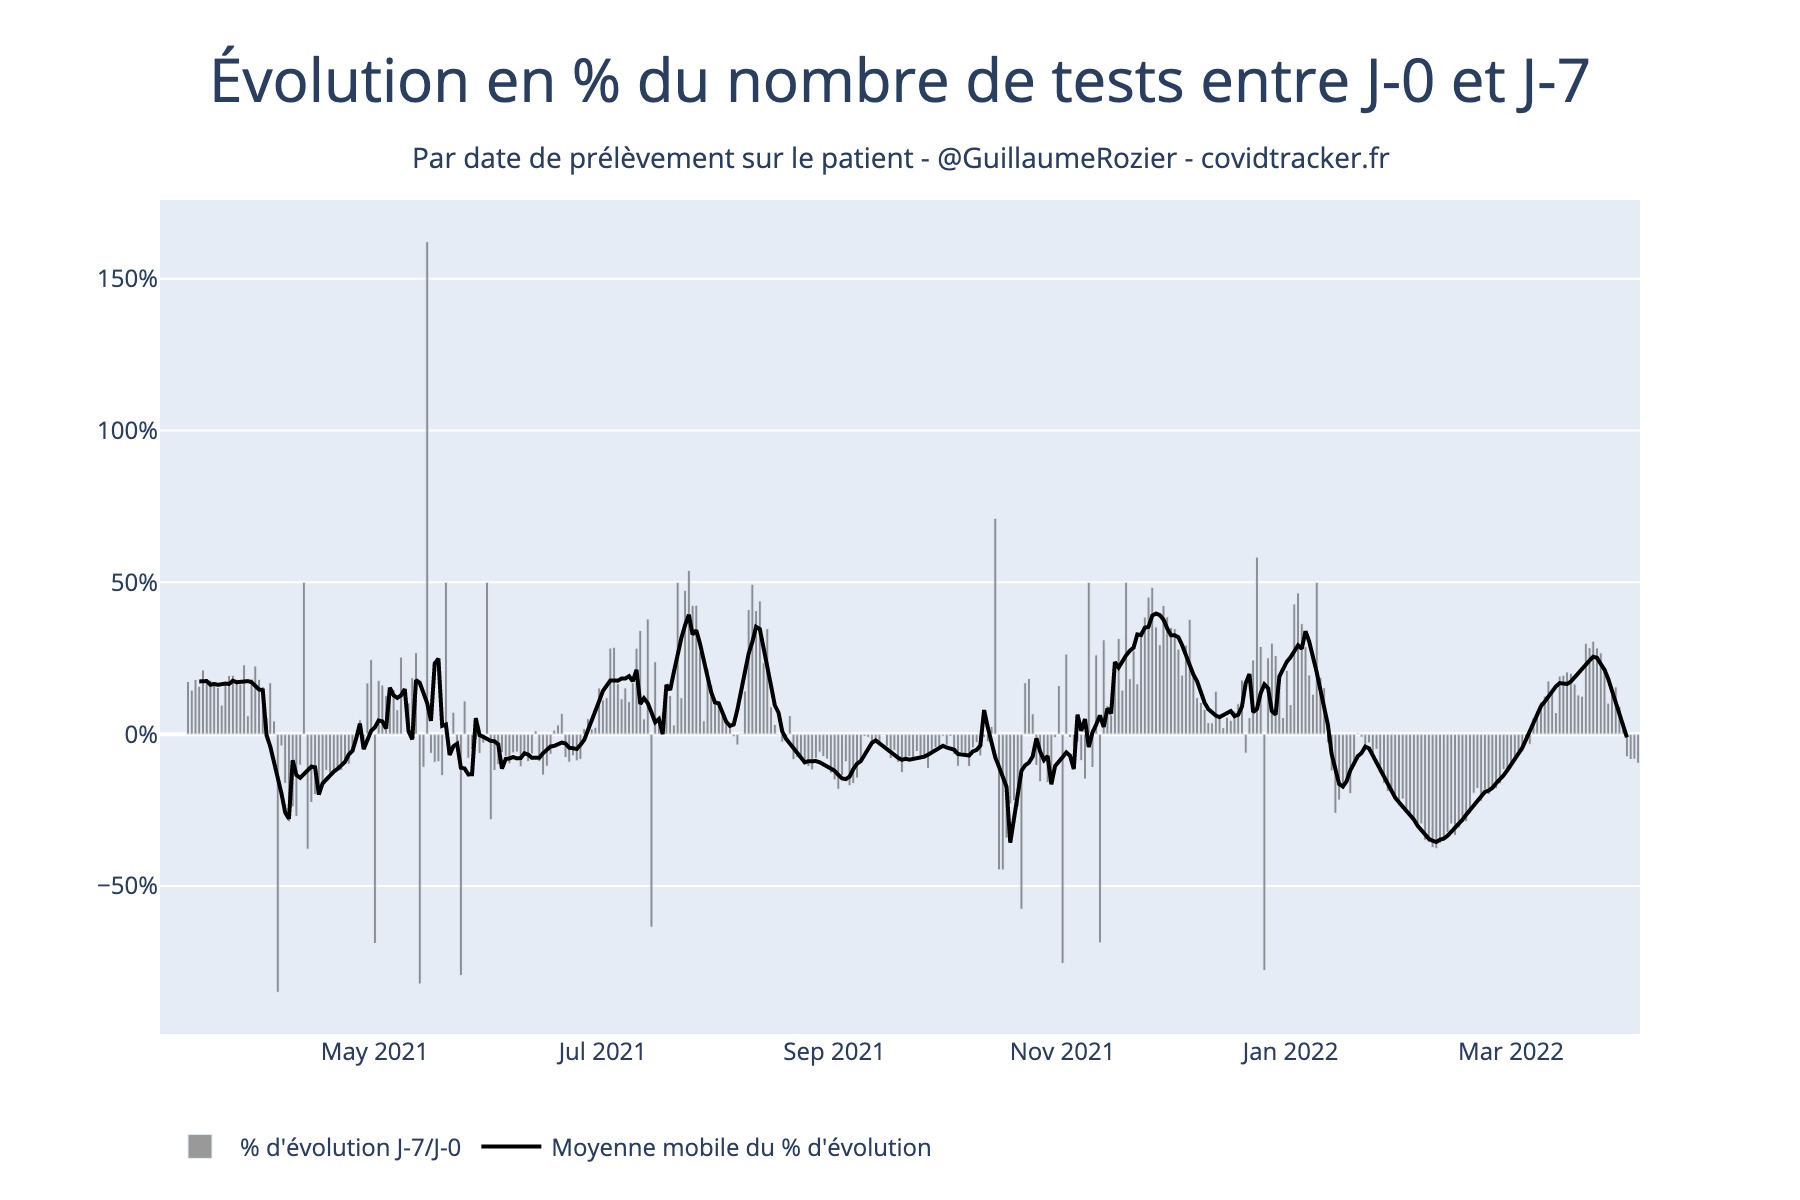 Évolution en % du nombre de tests entre J-0 et J-7
Par date de prélèvement sur le patient - @GuillaumeRozier - covidtracker.fr
150%
100%
50%
0%
−50%
May 2021
Jul 2021
Sep 2021
Nov 2021
Jan 2022
Mar 2022
% d'évolution J-7/J-0
Moyenne mobile du % d'évolution